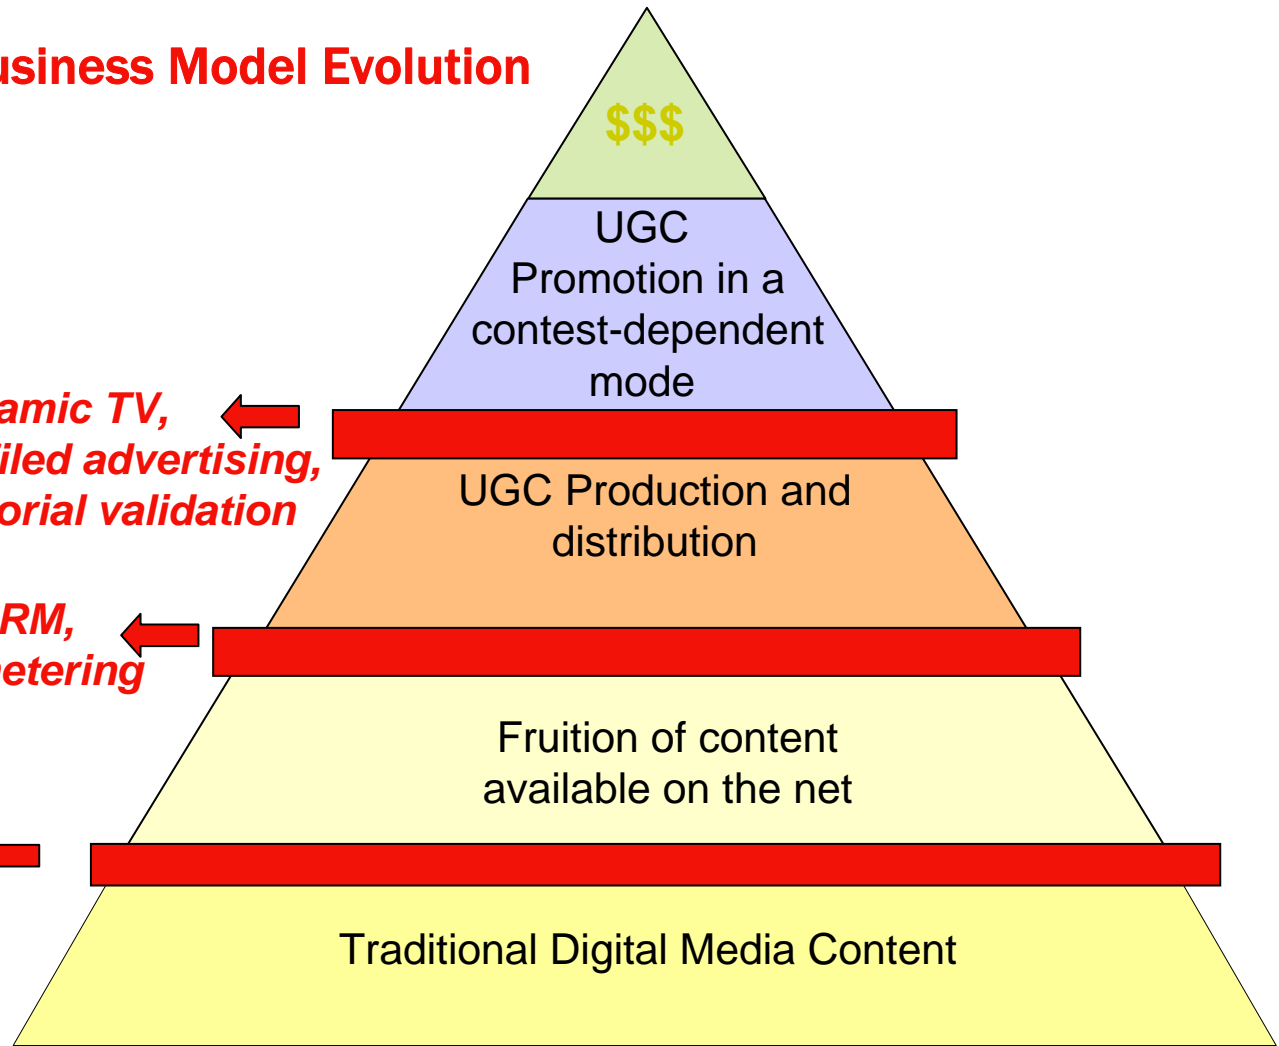 usiness Model Evolution
$$$
UGC
Promotion in a
contest-dependent
mode
amic TV,
iled advertising,
orial validation
UGC Production and
distribution
RM,
etering
Fruition of content
available on the net
Traditional Digital Media Content